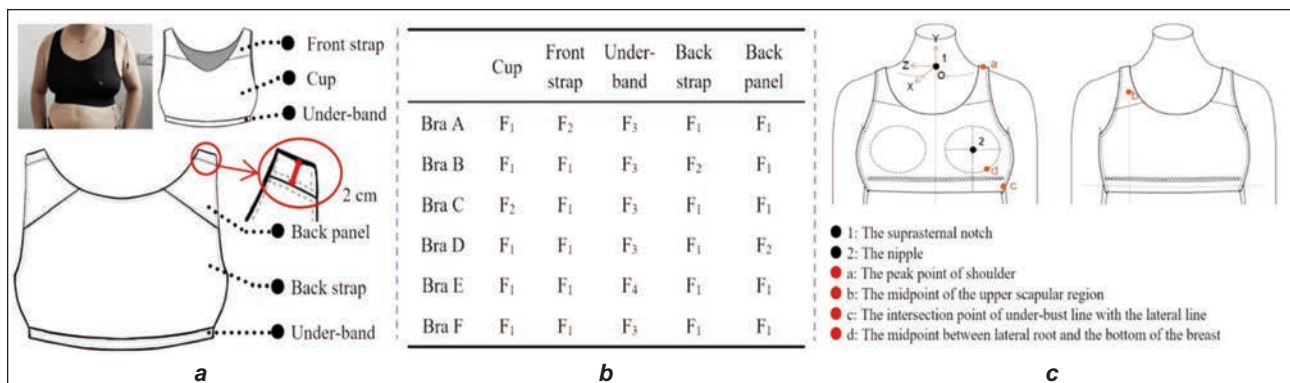 Front strap
Cup
Under-band
2 cm
Back panel
Back strap
Under-band
a
Cup Front strap Under-band Back strap Back panel
Bra A F₁ F₂ F₃ F₁ F₁
Bra B F₁ F₁ F₃ F₂ F₁
Bra C F₂ F₁ F₃ F₁ F₁
Bra D F₁ F₁ F₃ F₁ F₂
Bra E F₁ F₁ F₄ F₁ F₁
Bra F F₁ F₁ F₃ F₁ F₁
b
Y
1
a
Z
O
X
b
2
d
c
1: The suprasternal notch
2: The nipple
a: The peak point of shoulder
b: The midpoint of the upper scapular region
c: The intersection point of under-bust line with the lateral line
d: The midpoint between lateral root and the bottom of the breast
c